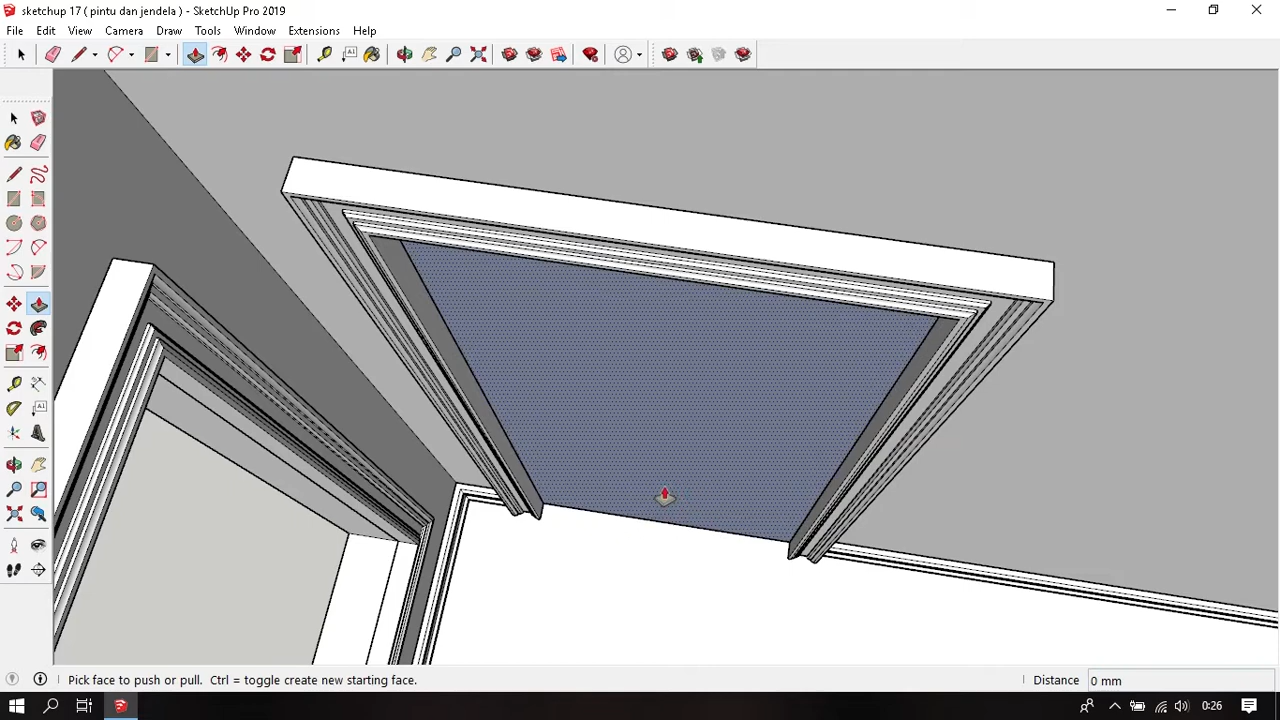 sketchup 17 ( pintu dan jendela ) - SketchUp Pro 2019
File Edit View Camera Draw Tools Window Extensions Help
Pick face to push or pull. Ctrl = toggle create new starting face.
Distance 0 mm
0:26